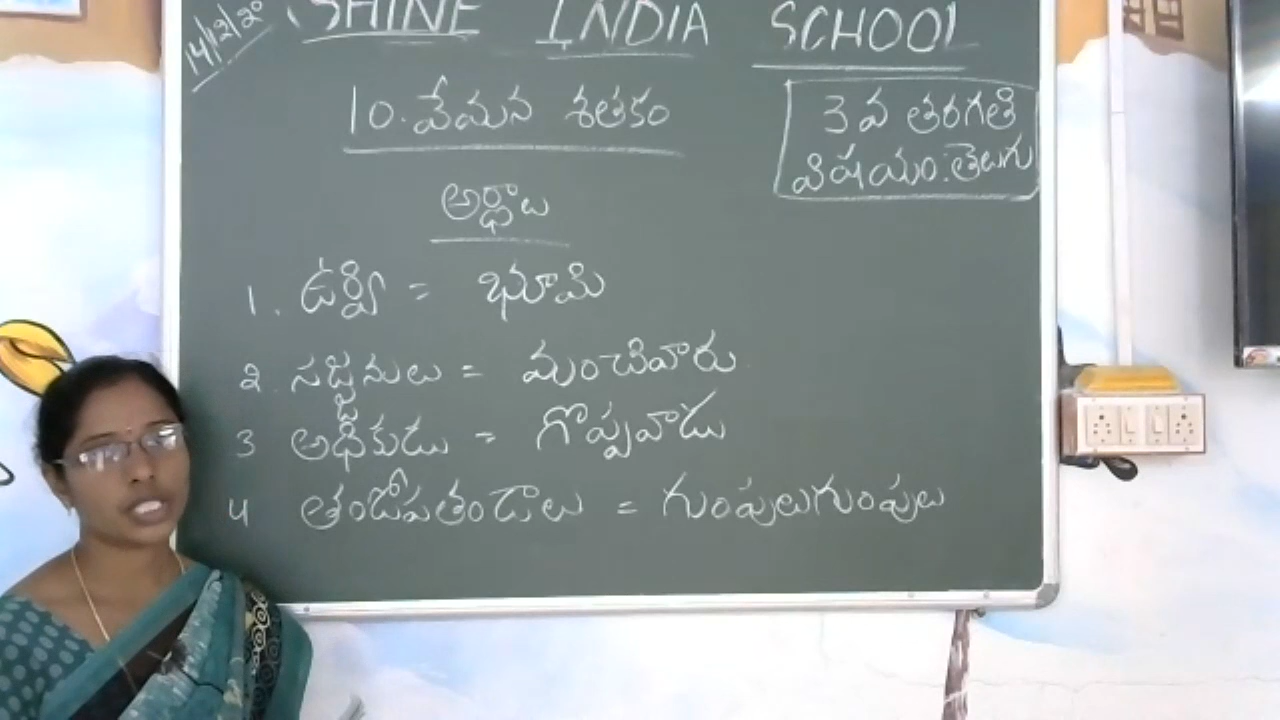 14/12/20
SHINE INDIA SCHOOL
10. వేమన శతకం
3వ తరగతి
విషయం: తెలుగు
అర్థాలు
1. ఉర్వి = భూమి
2. సజ్జనులు = మంచివారు
3 అధికుడు = గొప్పవాడు
4 తండోపతండాలు = గుంపులుగుంపులు